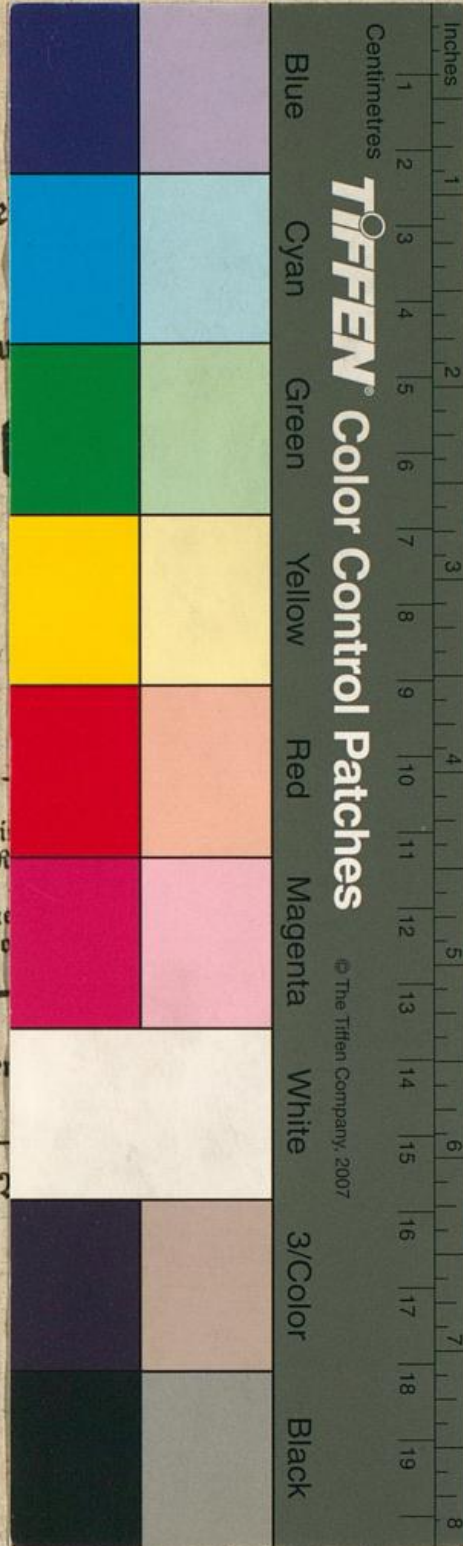 Inches
1 2 3 4 5 6 7 8
Centimetres
1 2 3 4 5 6 7 8 9 10 11 12 13 14 15 16 17 18 19
TIFFEN® Color Control Patches
© The Tiffen Company, 2007
Blue
Cyan
Green
Yellow
Red
Magenta
White
3/Color
Black